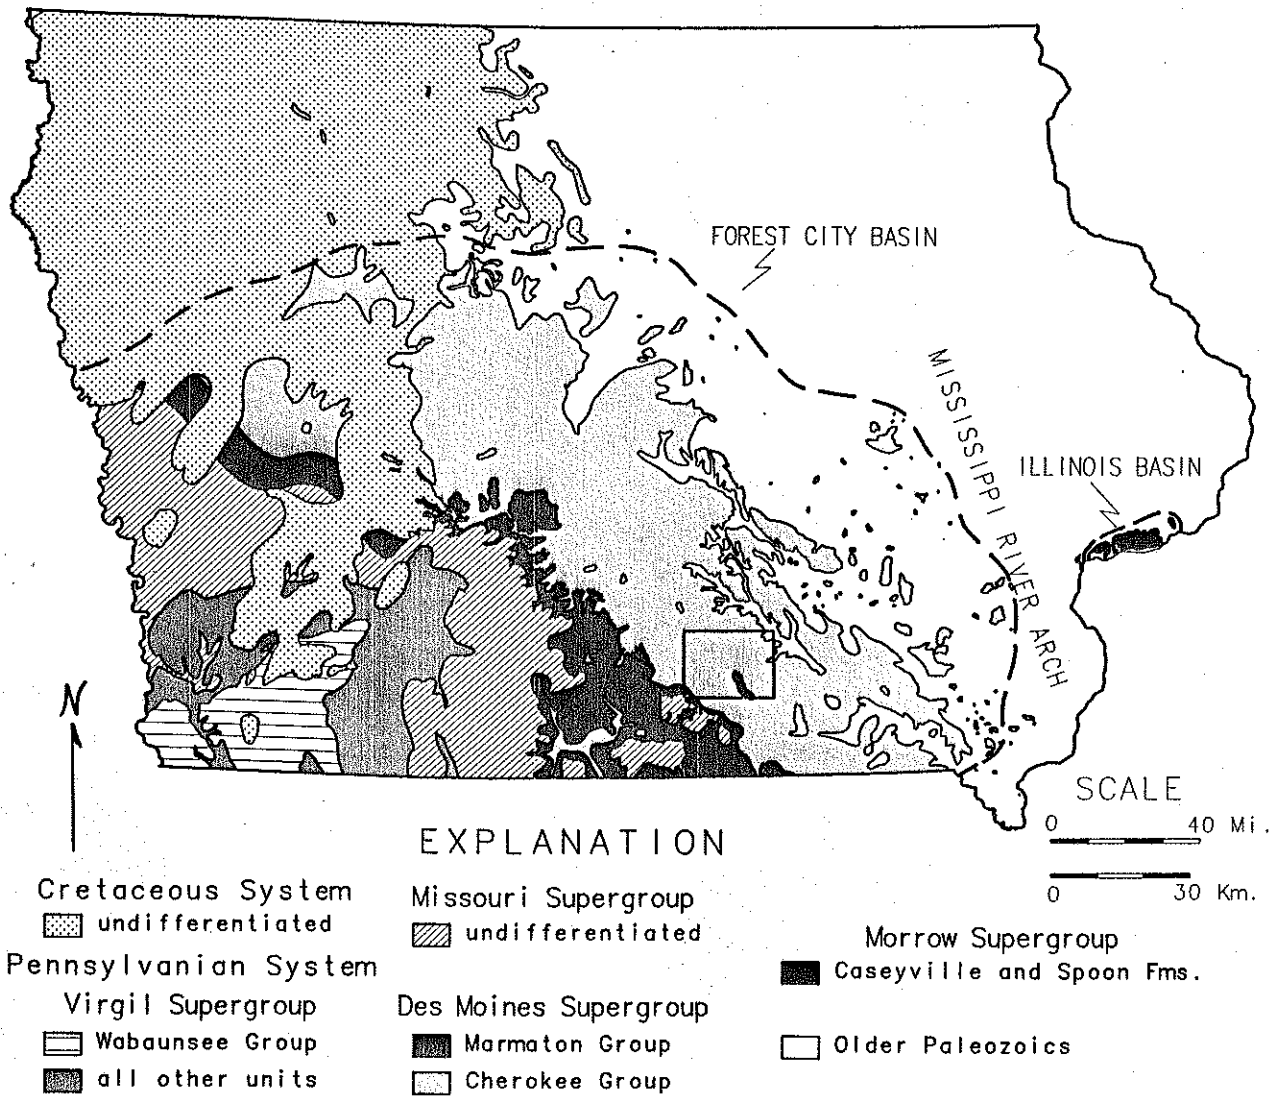 FOREST CITY BASIN
MISSISSIPPI RIVER ARCH
ILLINOIS BASIN
N
SCALE
0 40 Mi.
0 30 Km.
EXPLANATION
Cretaceous System
undifferentiated
Pennsylvanian System
Virgil Supergroup
Wabaunsee Group
all other units
Missouri Supergroup
undifferentiated
Des Moines Supergroup
Marmaton Group
Cherokee Group
Morrow Supergroup
Caseyville and Spoon Fms.
Older Paleozoics